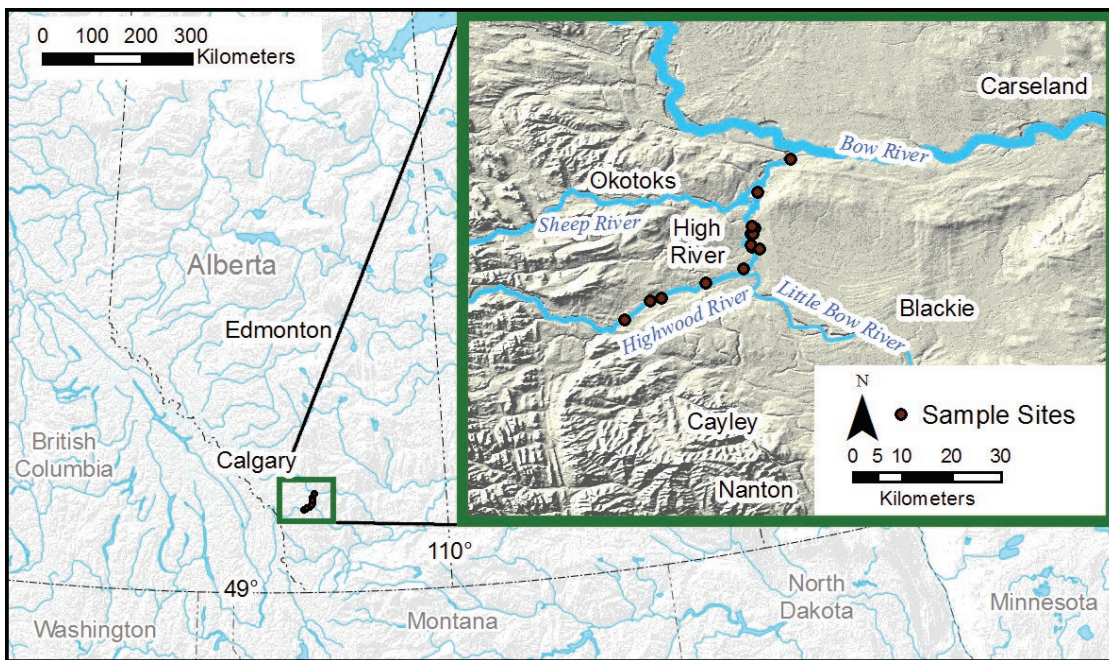 0 100 200 300
Kilometers
Alberta
Edmonton
British
Columbia
Calgary
110°
49°
Washington
Montana
North
Dakota
Minnesota
Carseland
Bow River
Okotoks
Sheep River
High
River
Highwood River
Little Bow River
Blackie
Cayley
Nanton
N
Sample Sites
0 5 10 20 30
Kilometers